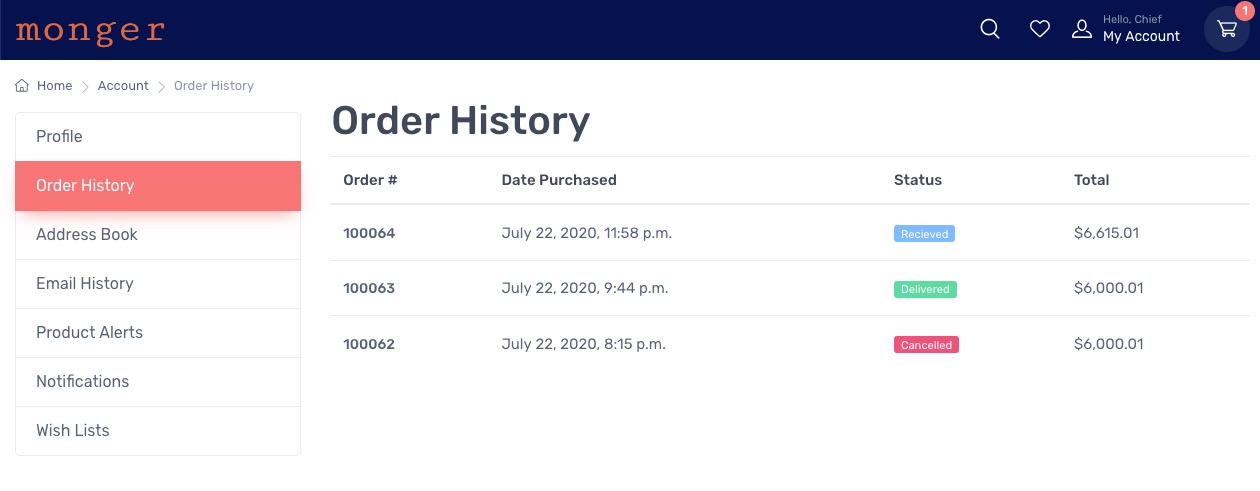 monger
Hello, Chief
My Account
1
Home Account Order History
Profile
Order History
Address Book
Email History
Product Alerts
Notifications
Wish Lists
Order History
Order # Date Purchased Status Total
100064 July 22, 2020, 11:58 p.m. Recieved $6,615.01
100063 July 22, 2020, 9:44 p.m. Delivered $6,000.01
100062 July 22, 2020, 8:15 p.m. Cancelled $6,000.01